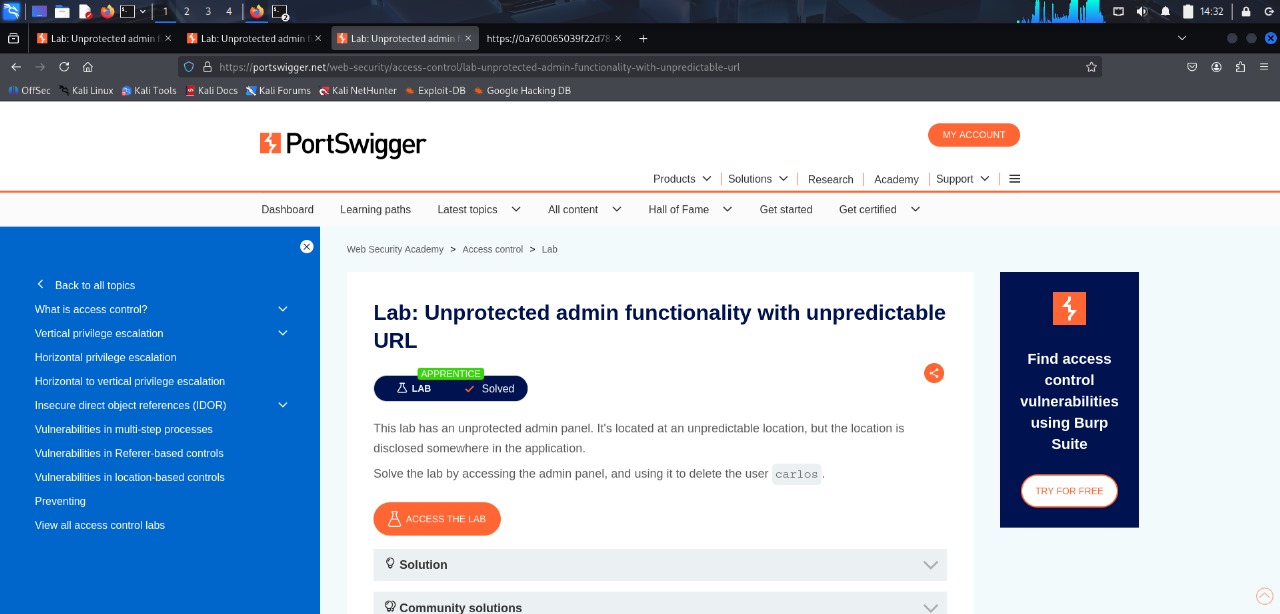 1 2 3 4 2 14:32
Lab: Unprotected admin f × Lab: Unprotected admin f × Lab: Unprotected admin f × https://0a760065039f22d78 × +
https://portswigger.net/web-security/access-control/lab-unprotected-admin-functionality-with-unpredictable-url
OffSec Kali Linux Kali Tools Kali Docs Kali Forums Kali NetHunter Exploit-DB Google Hacking DB
PortSwigger
MY ACCOUNT
Products Solutions Research Academy Support
Dashboard Learning paths Latest topics All content Hall of Fame Get started Get certified
Back to all topics
What is access control?
Vertical privilege escalation
Horizontal privilege escalation
Horizontal to vertical privilege escalation
Insecure direct object references (IDOR)
Vulnerabilities in multi-step processes
Vulnerabilities in Referer-based controls
Vulnerabilities in location-based controls
Preventing
View all access control labs
Web Security Academy > Access control > Lab
Lab: Unprotected admin functionality with unpredictable
URL
APPRENTICE
LAB Solved
This lab has an unprotected admin panel. It's located at an unpredictable location, but the location is
disclosed somewhere in the application.
Solve the lab by accessing the admin panel, and using it to delete the user carlos.
ACCESS THE LAB
Solution
Community solutions
Find access
control
vulnerabilities
using Burp
Suite
TRY FOR FREE